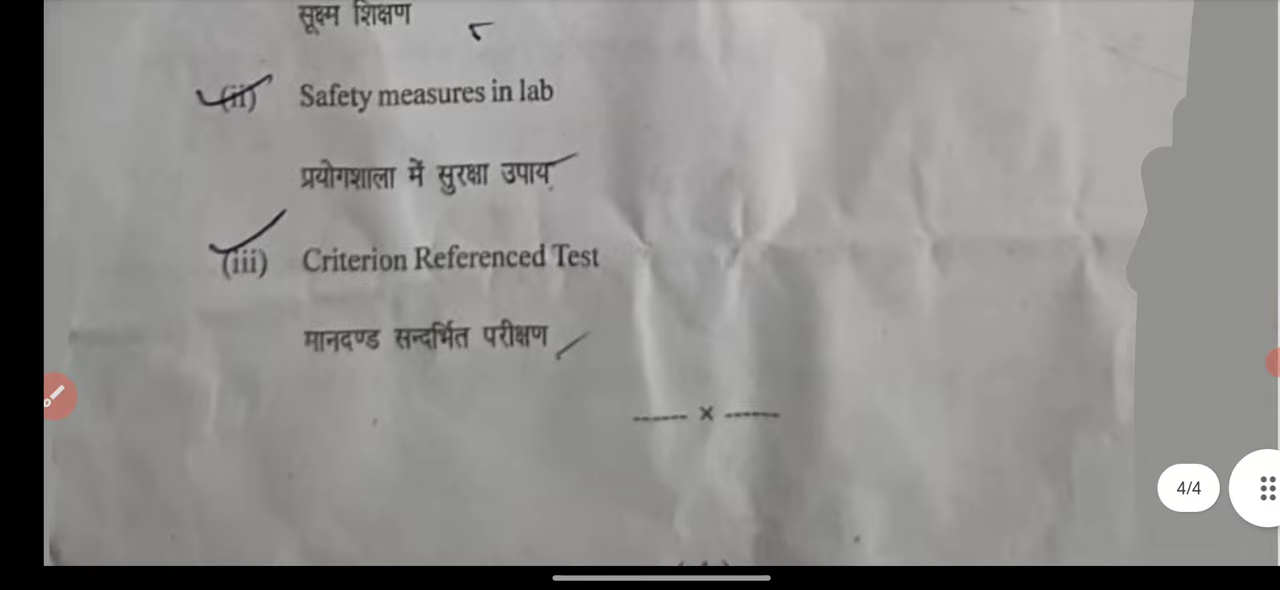 सूक्ष्म शिक्षण
(ii) Safety measures in lab
प्रयोगशाला में सुरक्षा उपाय
(iii) Criterion Referenced Test
मानदण्ड सन्दर्भित परीक्षण
------ x ------
4/4